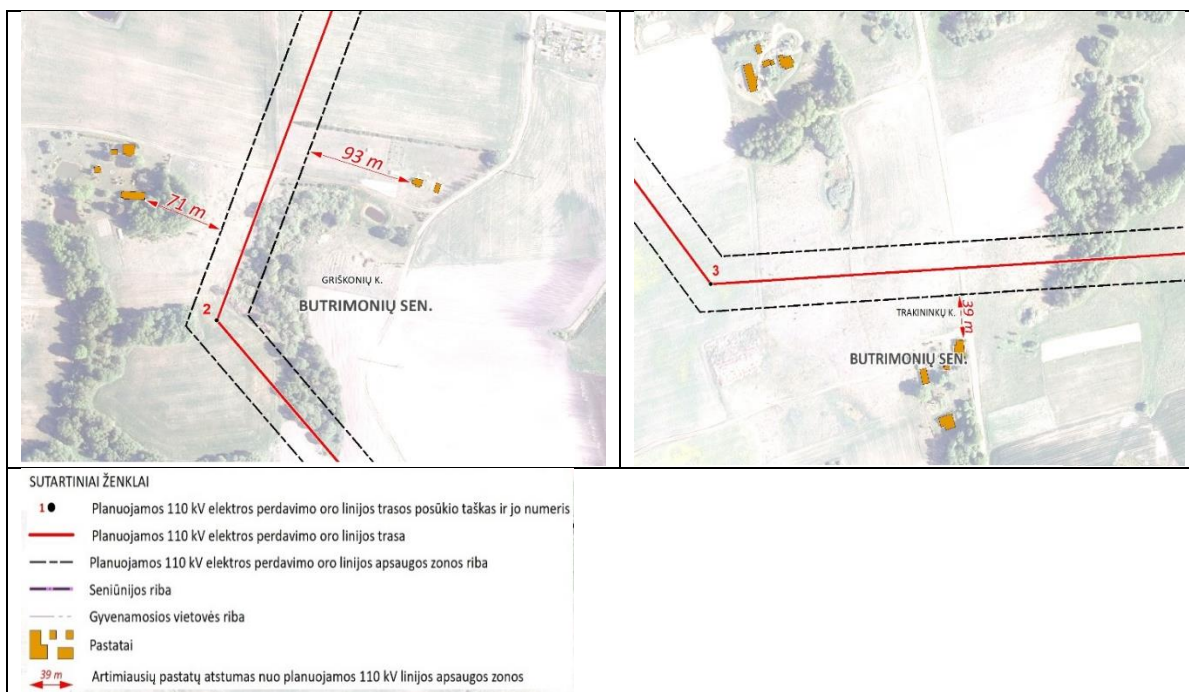 93 m
71 m
GRIŠKONIŲ K.
2
BUTRIMONIŲ SEN.
3
39 m
TRAKININKŲ K.
BUTRIMONIŲ SEN.
SUTARTINIAI ŽENKLAI
1 Planuojamos 110 kV elektros perdavimo oro linijos trasos posūkio taškas ir jo numeris
Planuojamos 110 kV elektros perdavimo oro linijos trasa
Planuojamos 110 kV elektros perdavimo oro linijos apsaugos zonos riba
Seniūnijos riba
Gyvenamosios vietovės riba
Pastatai
39 m Artimiausių pastatų atstumas nuo planuojamos 110 kV linijos apsaugos zonos